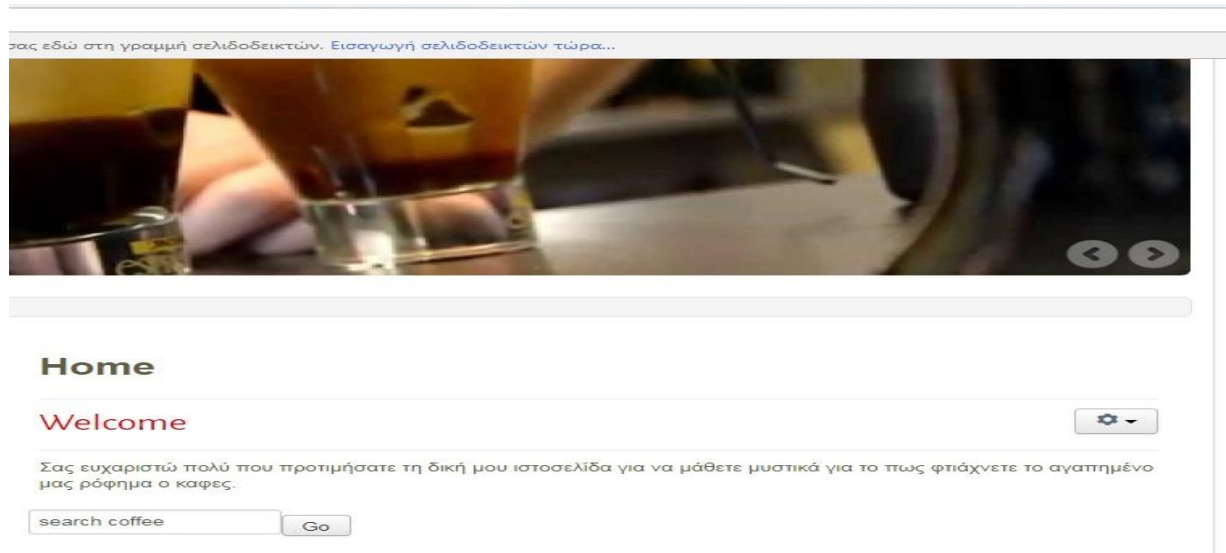 σας εδώ στη γραμμή σελιδοδεικτών. Εισαγωγή σελιδοδεικτών τώρα...
Home
Welcome
Σας ευχαριστώ πολύ που προτιμήσατε τη δική μου ιστοσελίδα για να μάθετε μυστικά για το πως φτιάχνετε το αγαπημένο
μας ρόφημα ο καφες.
search coffee
Go